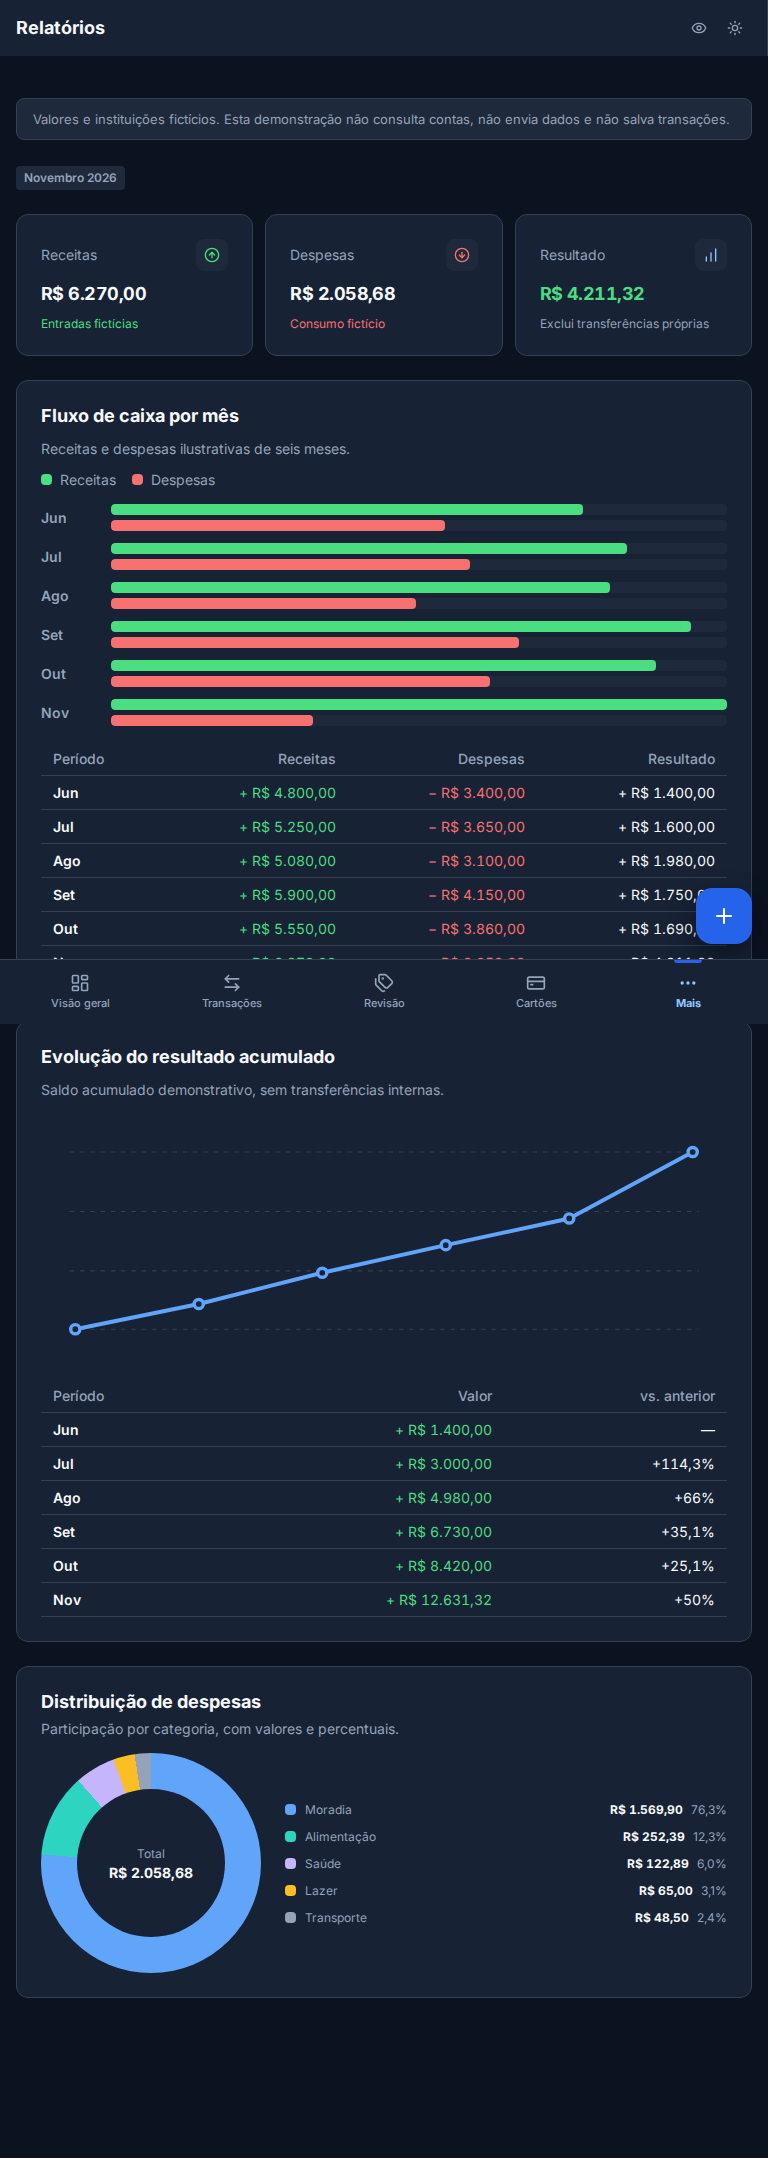 Relatórios
Valores e instituições fictícios. Esta demonstração não consulta contas, não envia dados e não salva transações.
Novembro 2026
Receitas
R$ 6.270,00
Entradas fictícias
Despesas
R$ 2.058,68
Consumo fictício
Resultado
R$ 4.211,32
Exclui transferências próprias
Fluxo de caixa por mês
Receitas e despesas ilustrativas de seis meses.
Receitas Despesas
Jun
Jul
Ago
Set
Out
Nov
Período Receitas Despesas Resultado
Jun + R$ 4.800,00 − R$ 3.400,00 + R$ 1.400,00
Jul + R$ 5.250,00 − R$ 3.650,00 + R$ 1.600,00
Ago + R$ 5.080,00 − R$ 3.100,00 + R$ 1.980,00
Set + R$ 5.900,00 − R$ 4.150,00 + R$ 1.750,
Out + R$ 5.550,00 − R$ 3.860,00 + R$ 1.690,
Visão geral Transações Revisão Cartões Mais
Evolução do resultado acumulado
Saldo acumulado demonstrativo, sem transferências internas.
Período Valor vs. anterior
Jun + R$ 1.400,00 —
Jul + R$ 3.000,00 +114,3%
Ago + R$ 4.980,00 +66%
Set + R$ 6.730,00 +35,1%
Out + R$ 8.420,00 +25,1%
Nov + R$ 12.631,32 +50%
Distribuição de despesas
Participação por categoria, com valores e percentuais.
Total
R$ 2.058,68
Moradia R$ 1.569,90 76,3%
Alimentação R$ 252,39 12,3%
Saúde R$ 122,89 6,0%
Lazer R$ 65,00 3,1%
Transporte R$ 48,50 2,4%